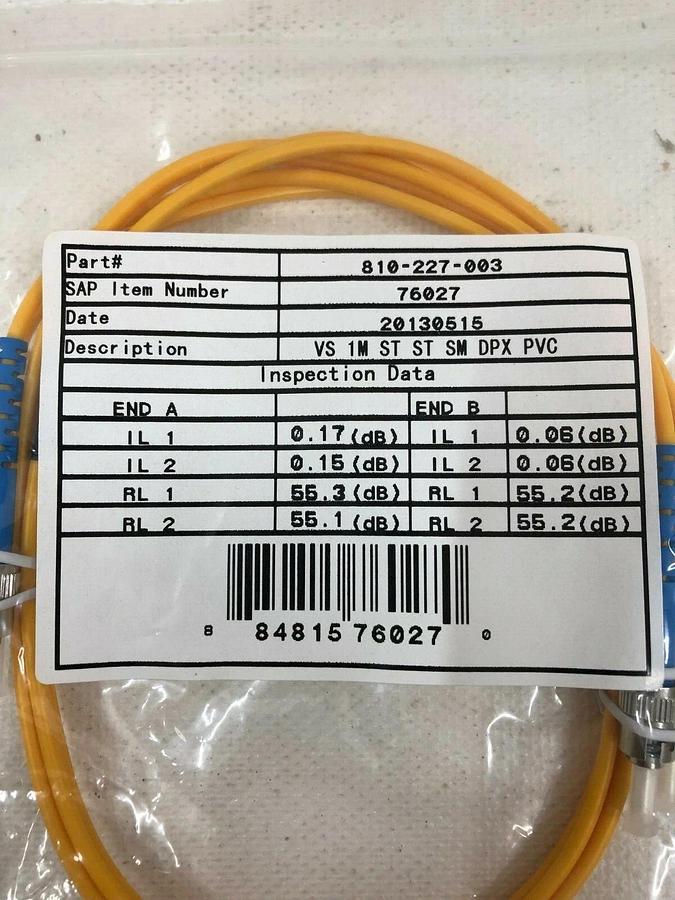 Part# 810-227-003
SAP Item Number 76027
Date 20130515
Description VS 1M ST ST SM DPX PVC
Inspection Data
END A END B
IL 1 0.17(dB) IL 1 0.06(dB)
IL 2 0.15(dB) IL 2 0.06(dB)
RL 1 55.3(dB) RL 1 55.2(dB)
RL 2 55.1(dB) RL 2 55.2(dB)
8 84815 76027 0